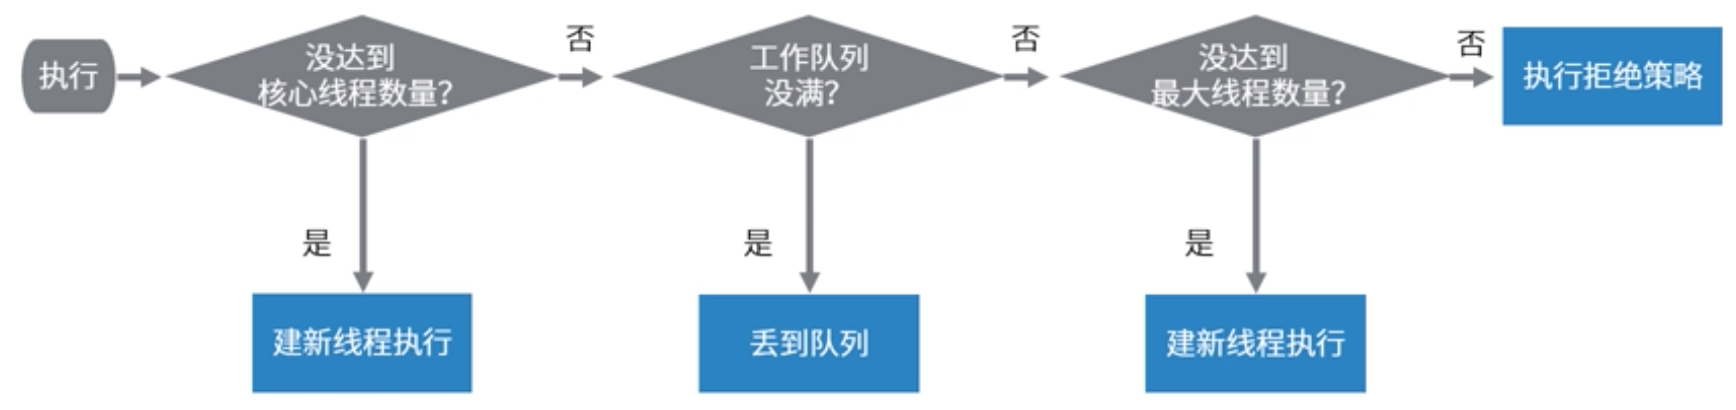 执行
没达到
核心线程数量?
否
工作队列
没满?
否
没达到
最大线程数量?
否
执行拒绝策略
是
是
是
建新线程执行
丢到队列
建新线程执行